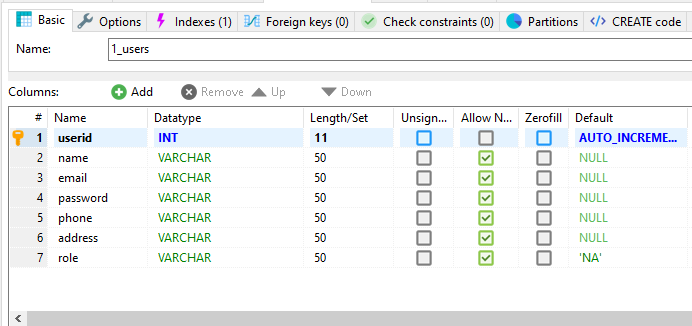 Basic Options Indexes (1) Foreign keys (0) Check constraints (0) Partitions CREATE code
Name: 1_users
Columns: Add Remove Up Down
# Name Datatype Length/Set Unsign... Allow N... Zerofill Default
1 userid INT 11 AUTO_INCREME...
2 name VARCHAR 50 NULL
3 email VARCHAR 50 NULL
4 password VARCHAR 50 NULL
5 phone VARCHAR 50 NULL
6 address VARCHAR 50 NULL
7 role VARCHAR 50 'NA'